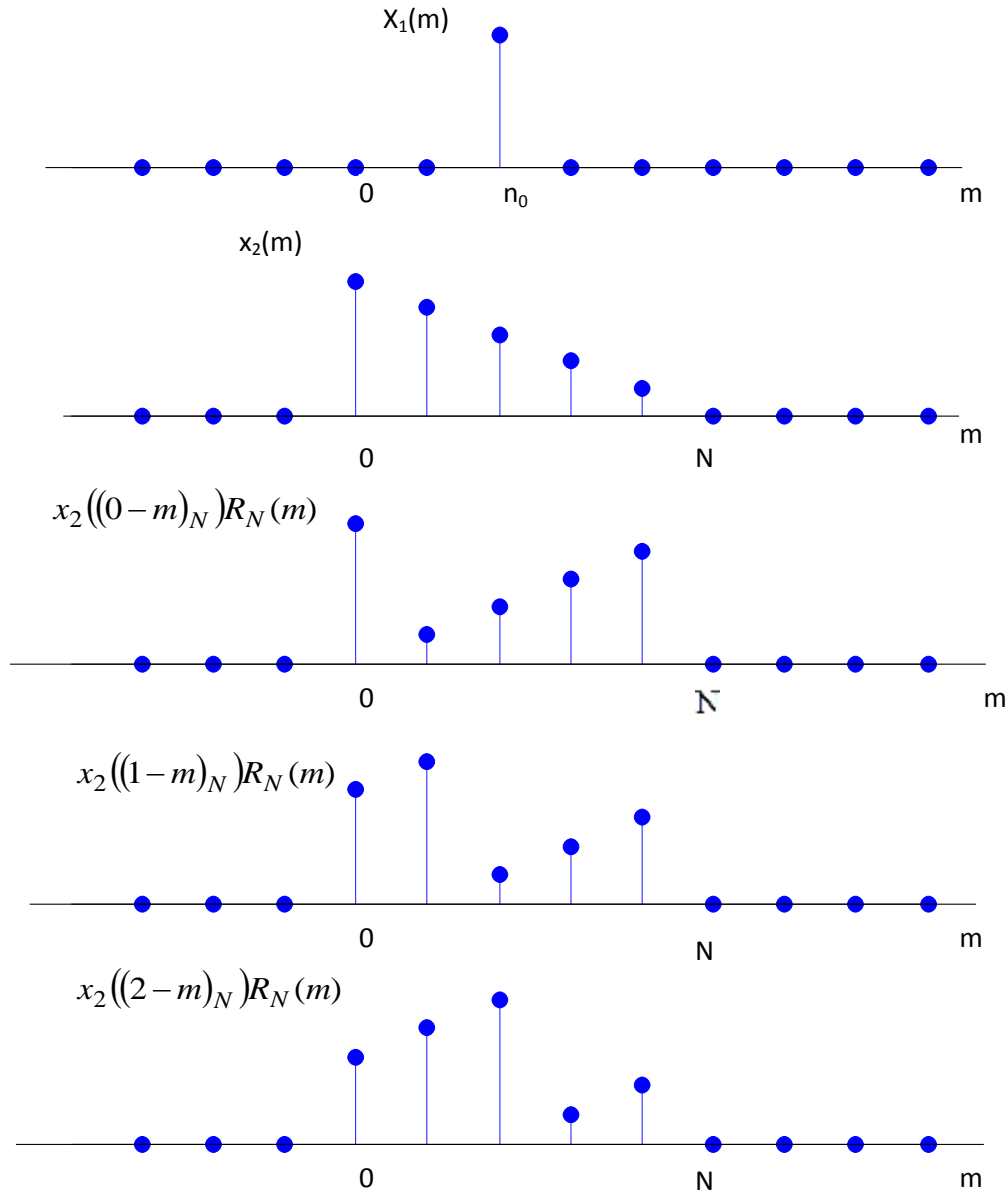 X₁(m)
0 n₀ m
x₂(m)
m
0 N
x₂((0−m)_N)R_N(m)
0 N m
x₂((1−m)_N)R_N(m)
0 N m
x₂((2−m)_N)R_N(m)
0 N m